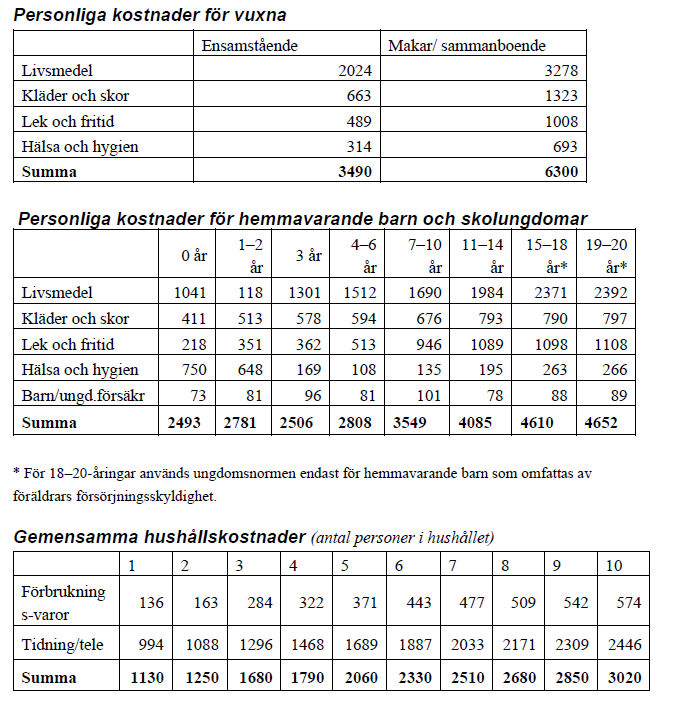 Personliga kostnader för vuxna
Ensamstående Makar/ sammanboende
Livsmedel 2024 3278
Kläder och skor 663 1323
Lek och fritid 489 1008
Hälsa och hygien 314 693
Summa 3490 6300
Personliga kostnader för hemmavarande barn och skolungdomar
0 år 1–2 år 3 år 4–6 år 7–10 år 11–14 år 15–18 år* 19–20 år*
Livsmedel 1041 118 1301 1512 1690 1984 2371 2392
Kläder och skor 411 513 578 594 676 793 790 797
Lek och fritid 218 351 362 513 946 1089 1098 1108
Hälsa och hygien 750 648 169 108 135 195 263 266
Barn/ungd.försäkr 73 81 96 81 101 78 88 89
Summa 2493 2781 2506 2808 3549 4085 4610 4652
* För 18–20-åringar används ungdomsnormen endast för hemmavarande barn som omfattas av
föräldrars försörjningsskyldighet.
Gemensamma hushållskostnader (antal personer i hushållet)
1 2 3 4 5 6 7 8 9 10
Förbrukning
s-varor 136 163 284 322 371 443 477 509 542 574
Tidning/tele 994 1088 1296 1468 1689 1887 2033 2171 2309 2446
Summa 1130 1250 1680 1790 2060 2330 2510 2680 2850 3020